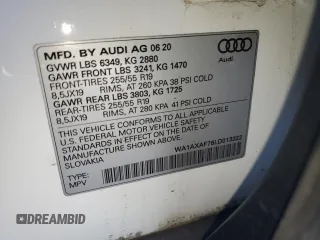 MFD. BY AUDI AG 06 20
GVWR LBS 6349, KG 2880
GAWR FRONT LBS 3241, KG 1470
FRONT-TIRES 255/55 R19
8,5JX19 RIMS, AT 260 KPA 38 PSI COLD
GAWR REAR LBS 3803, KG 1725
REAR-TIRES 255/55 R19
8,5JX19 RIMS, AT 280 KPA 41 PSI COLD
THIS VEHICLE CONFORMS TO ALL APPLICABLE
U.S. FEDERAL MOTOR VEHICLE SAFETY STANDARDS
IN EFFECT ON THE DATE OF MANUFACTURE SHOWN ABOVE.
SLOVAKIA
TYPE:
MPV
Audi
AUTOBIDMASTER